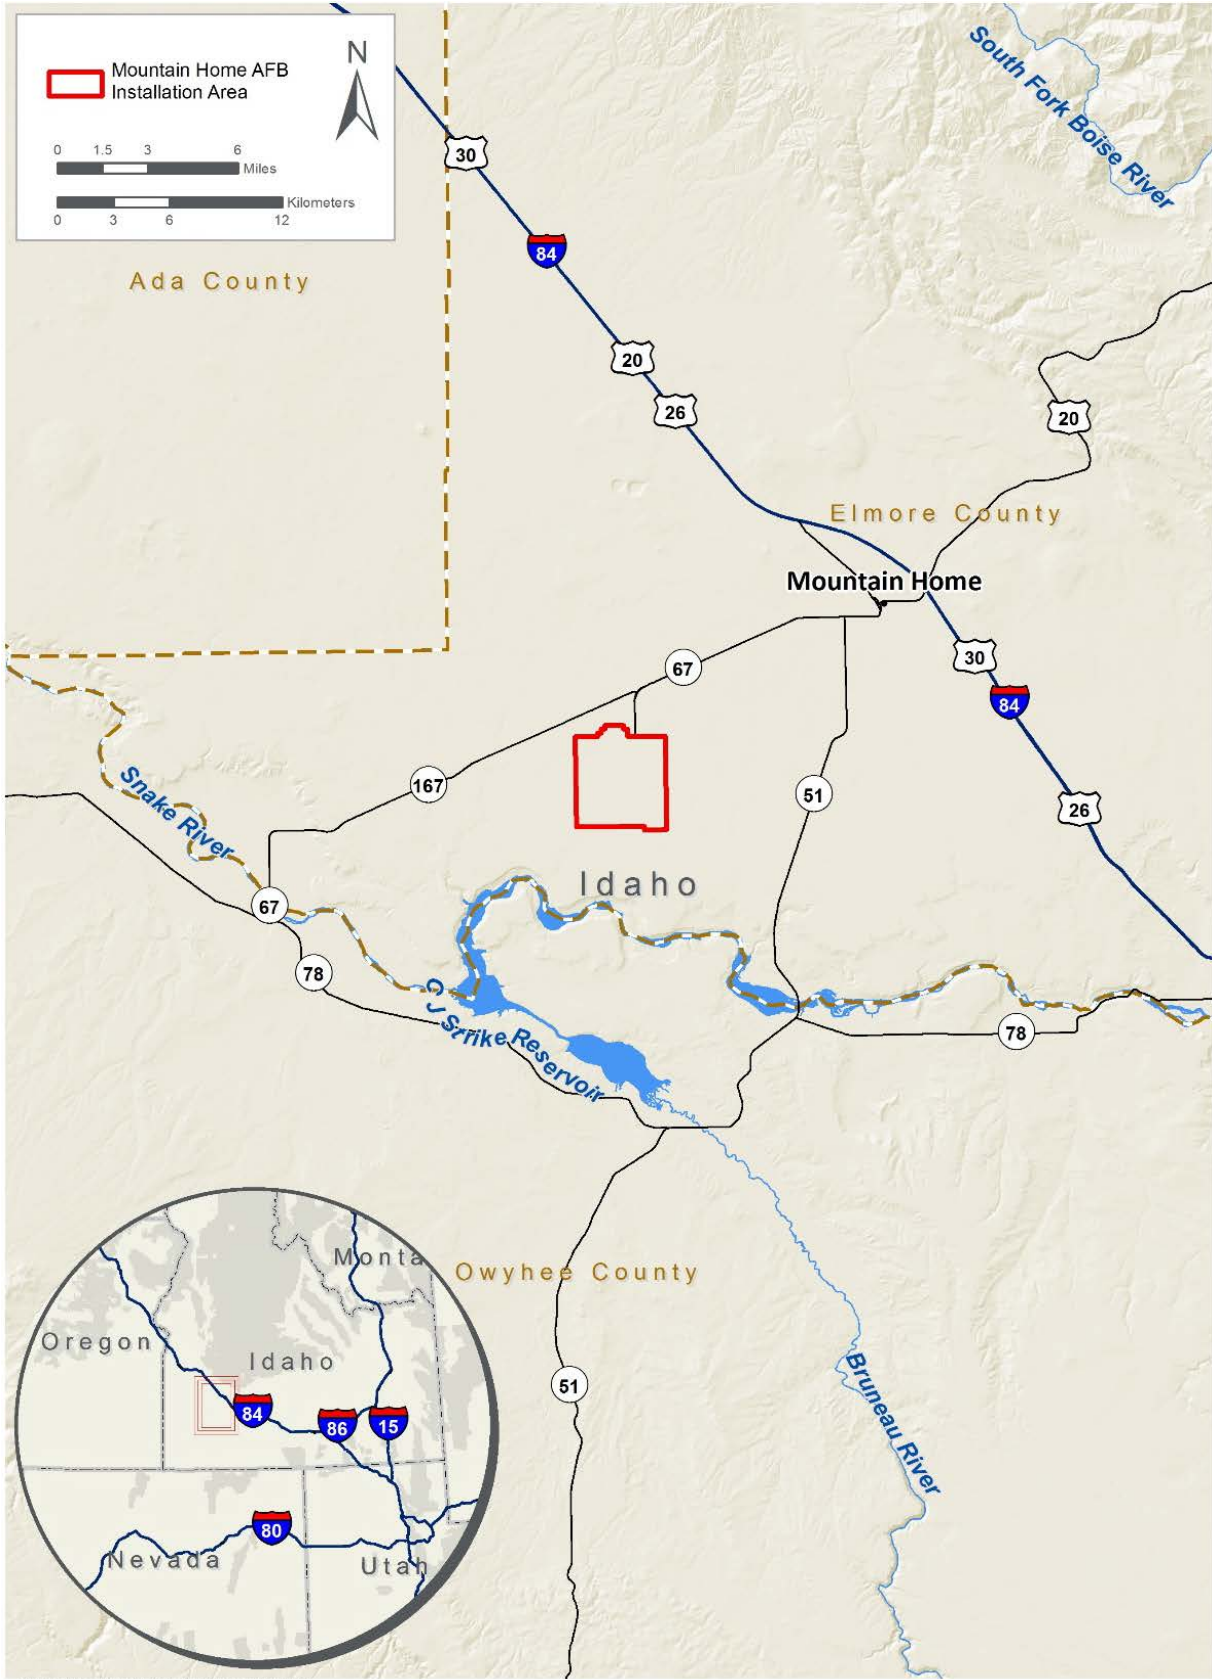 Mountain Home AFB
Installation Area
N
0 1.5 3 6
Miles
Kilometers
0 3 6 12
South Fork Boise River
30
84
Ada County
20
26
20
Elmore County
Mountain Home
30
67
84
167
51
26
Snake River
Idaho
67
78
C J Strike Reservoir
78
Owyhee County
Monta
Oregon
Idaho
51
84
86
15
Bruneau River
80
Nevada
Utah